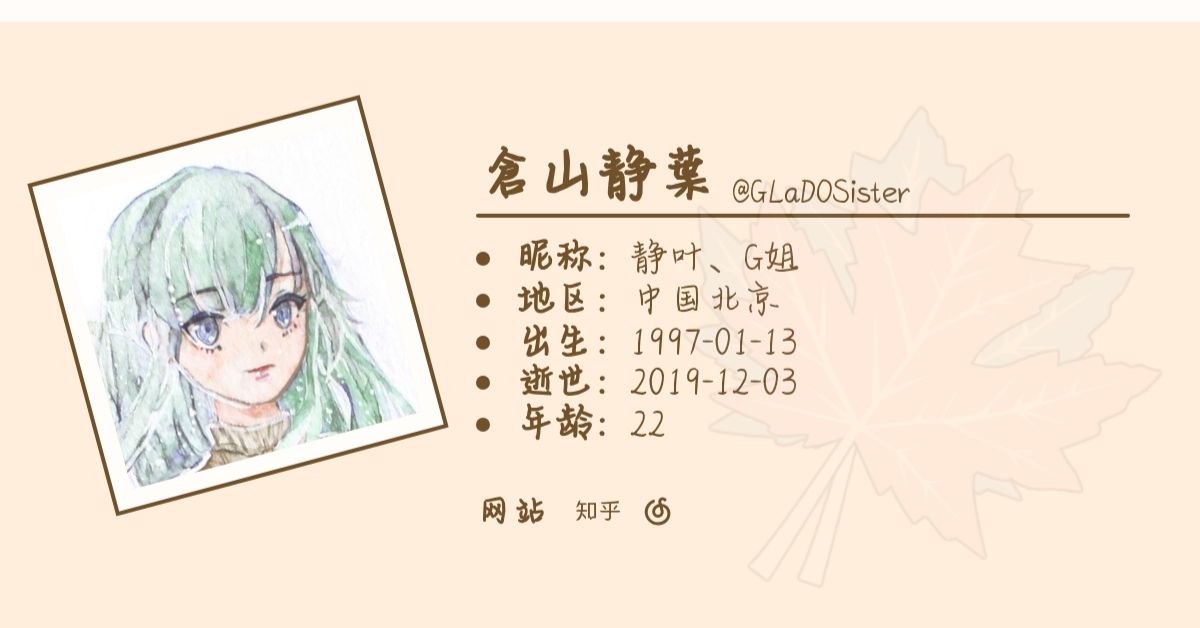 倉山静葉 @GLaDOSister
• 昵称：静叶、G姐
• 地区：中国北京
• 出生：1997-01-13
• 逝世：2019-12-03
• 年龄：22
网站 知乎